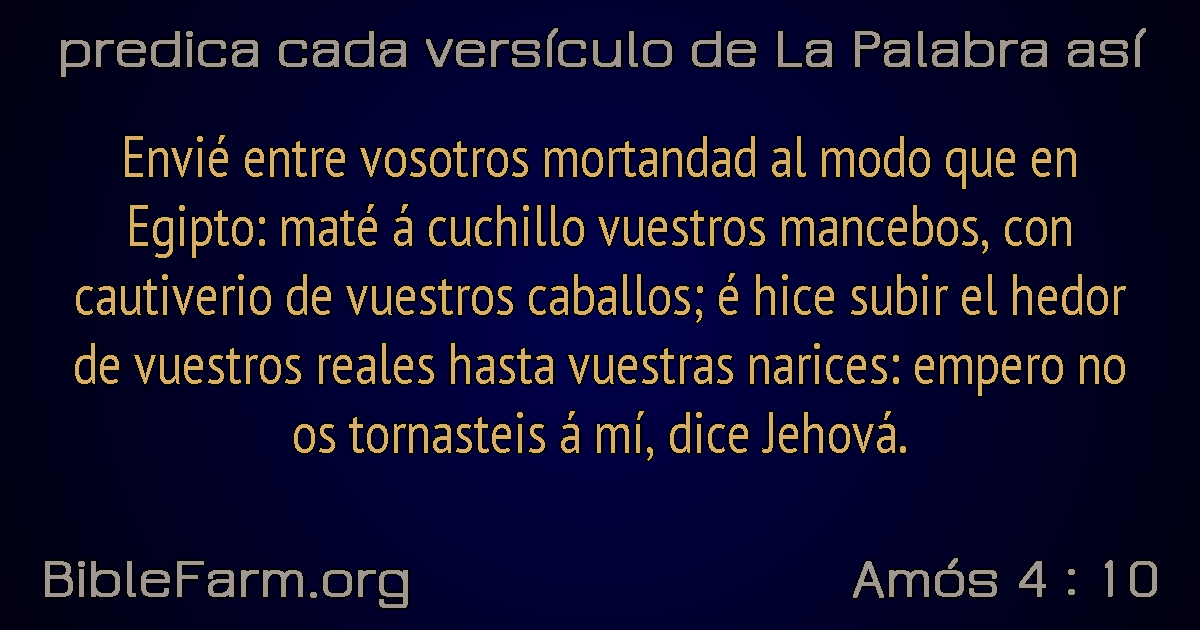 predica cada versículo de La Palabra así
Envié entre vosotros mortandad al modo que en
Egipto: maté á cuchillo vuestros mancebos, con
cautiverio de vuestros caballos; é hice subir el hedor
de vuestros reales hasta vuestras narices: empero no
os tornasteis á mí, dice Jehová.
BibleFarm.org
Amós 4 : 10